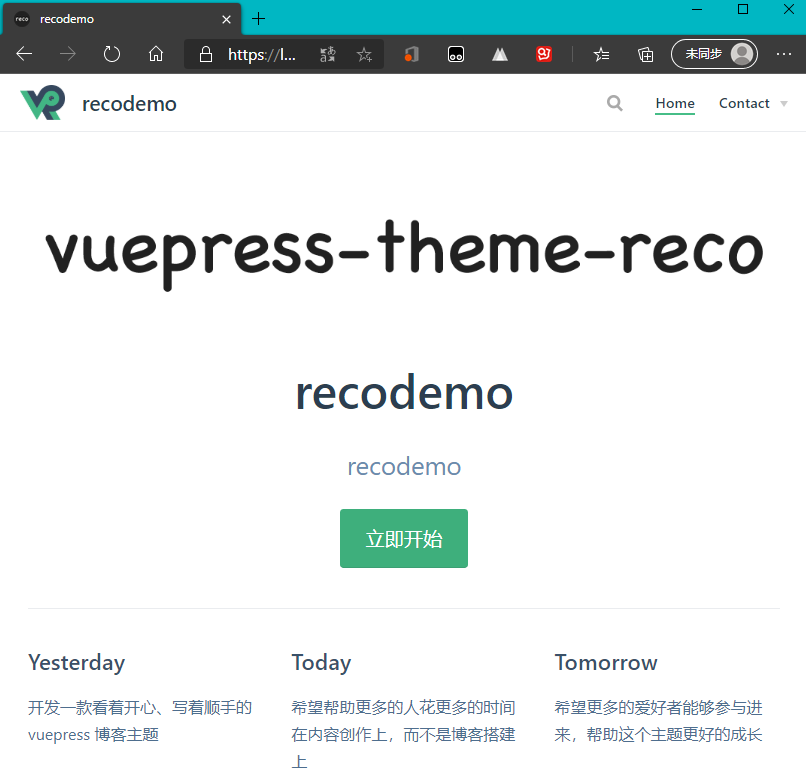 reco recodemo
https://l...
未同步
recodemo
Home
Contact
vuepress-theme-reco
recodemo
recodemo
立即开始
Yesterday
开发一款看着开心、写着顺手的
vuepress 博客主题
Today
希望帮助更多的人花更多的时间
在内容创作上，而不是博客搭建
上
Tomorrow
希望更多的爱好者能够参与进
来，帮助这个主题更好的成长